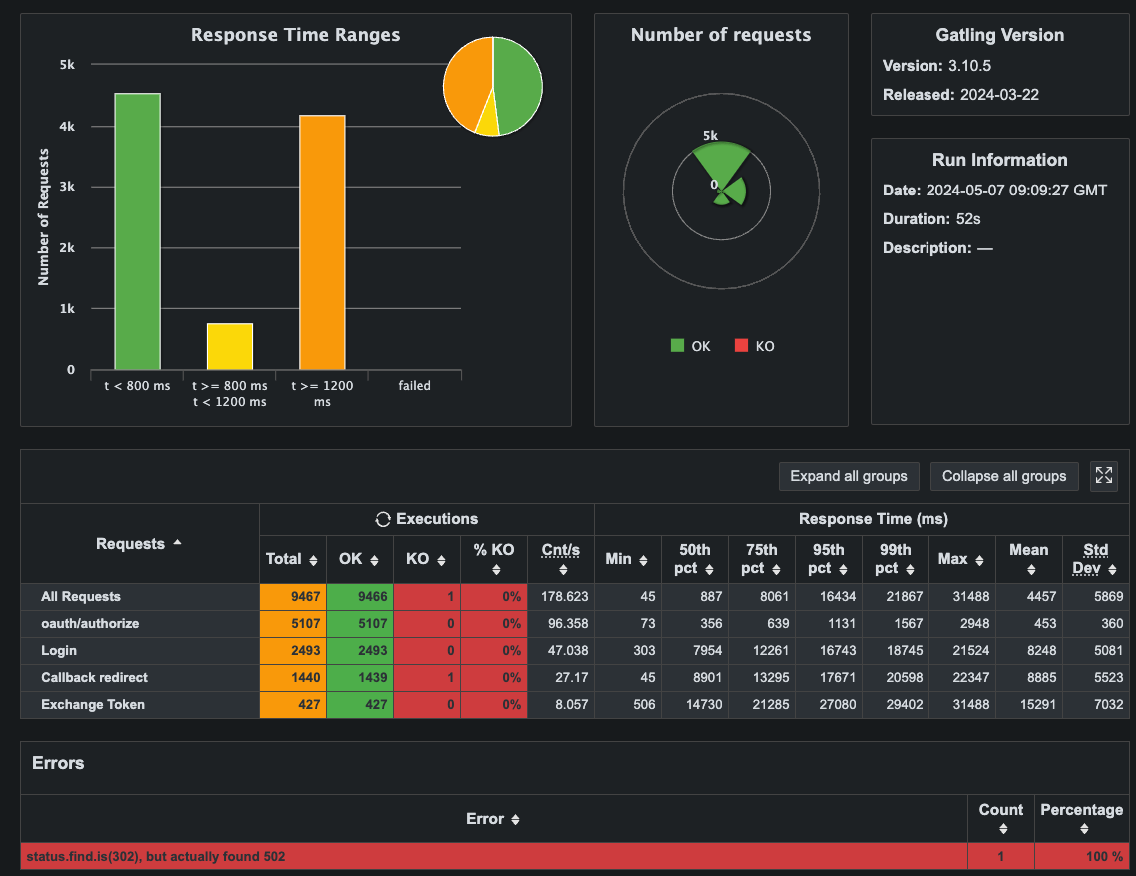 Response Time Ranges
5k
4k
3k
2k
1k
0
Number of Requests
t < 800 ms
t >= 800 ms
t < 1200 ms
t >= 1200
ms
failed
Number of requests
5k
0
OK
KO
Gatling Version
Version: 3.10.5
Released: 2024-03-22
Run Information
Date: 2024-05-07 09:09:27 GMT
Duration: 52s
Description: —
Expand all groups Collapse all groups
Requests Executions Response Time (ms)
Total OK KO % KO Cnt/s Min 50th pct 75th pct 95th pct 99th pct Max Mean Std Dev
All Requests 9467 9466 1 0% 178.623 45 887 8061 16434 21867 31488 4457 5869
oauth/authorize 5107 5107 0 0% 96.358 73 356 639 1131 1567 2948 453 360
Login 2493 2493 0 0% 47.038 303 7954 12261 16743 18745 21524 8248 5081
Callback redirect 1440 1439 1 0% 27.17 45 8901 13295 17671 20598 22347 8885 5523
Exchange Token 427 427 0 0% 8.057 506 14730 21285 27080 29402 31488 15291 7032
Errors
Error Count Percentage
status.find.is(302), but actually found 502 1 100 %